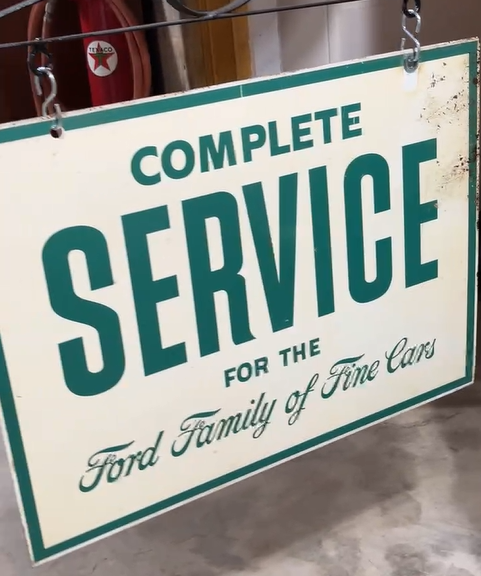 TEXACO
COMPLETE
SERVICE
FOR THE
Ford Family of Fine Cars